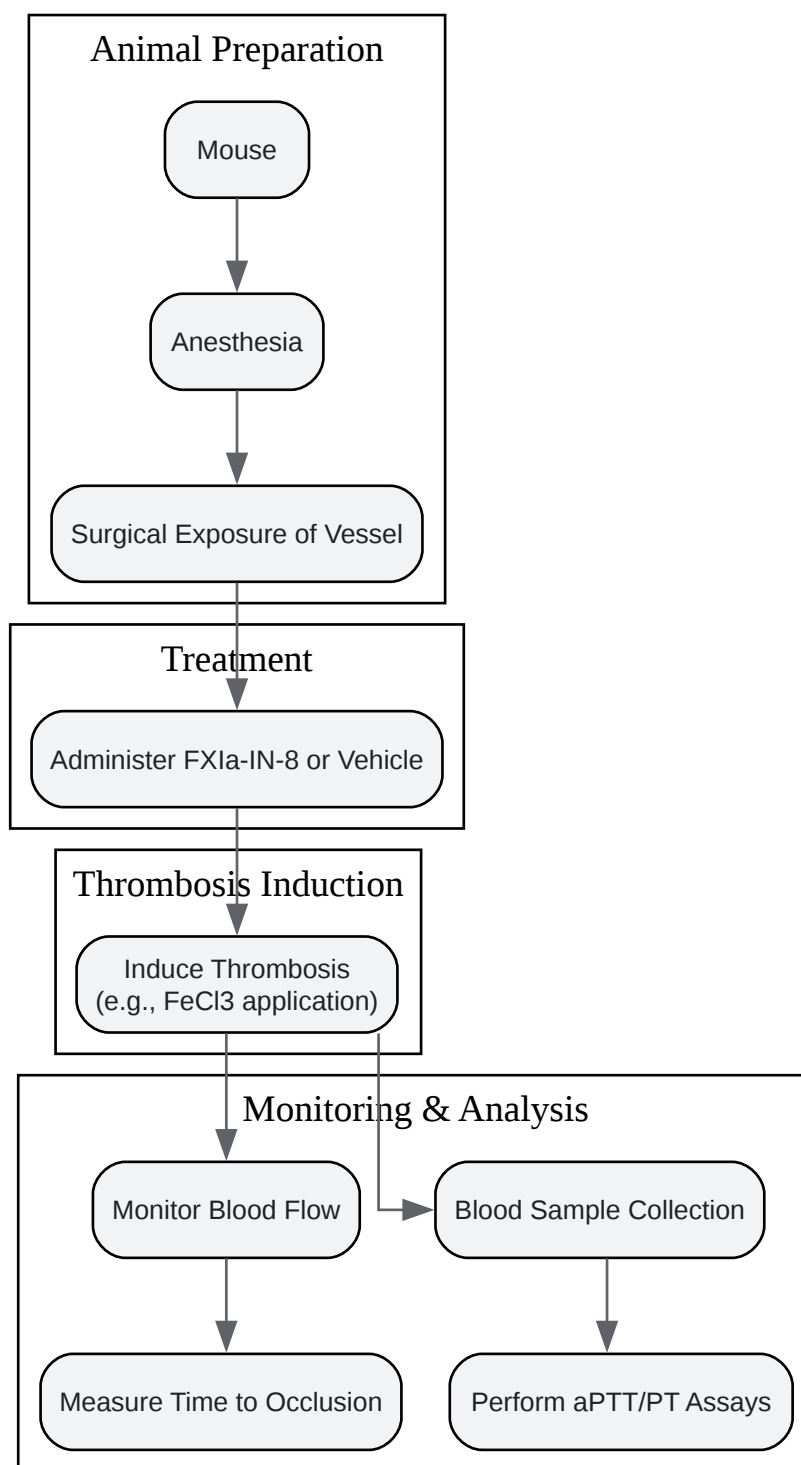 Animal Preparation
Mouse
Anesthesia
Surgical Exposure of Vessel
Treatment
Administer FXIa-IN-8 or Vehicle
Thrombosis Induction
Induce Thrombosis
(e.g., FeCl3 application)
Monitoring & Analysis
Monitor Blood Flow
Blood Sample Collection
Measure Time to Occlusion
Perform aPTT/PT Assays